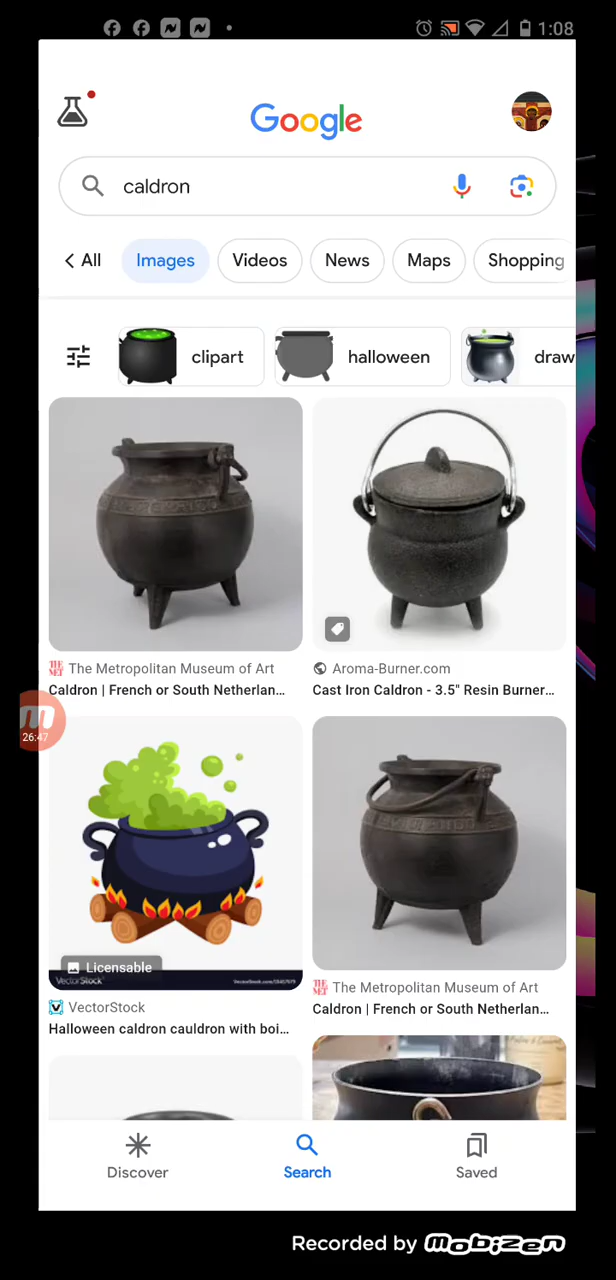 1:08
Google
caldron
All
Images
Videos
News
Maps
Shopping
clipart
halloween
draw
The Metropolitan Museum of Art
Caldron | French or South Netherlan...
Aroma-Burner.com
Cast Iron Caldron - 3.5" Resin Burner...
26:47
Licensable
VectorStock
VectorStock
Halloween caldron cauldron with boi...
The Metropolitan Museum of Art
Caldron | French or South Netherlan...
Discover
Search
Saved
Recorded by mobizen